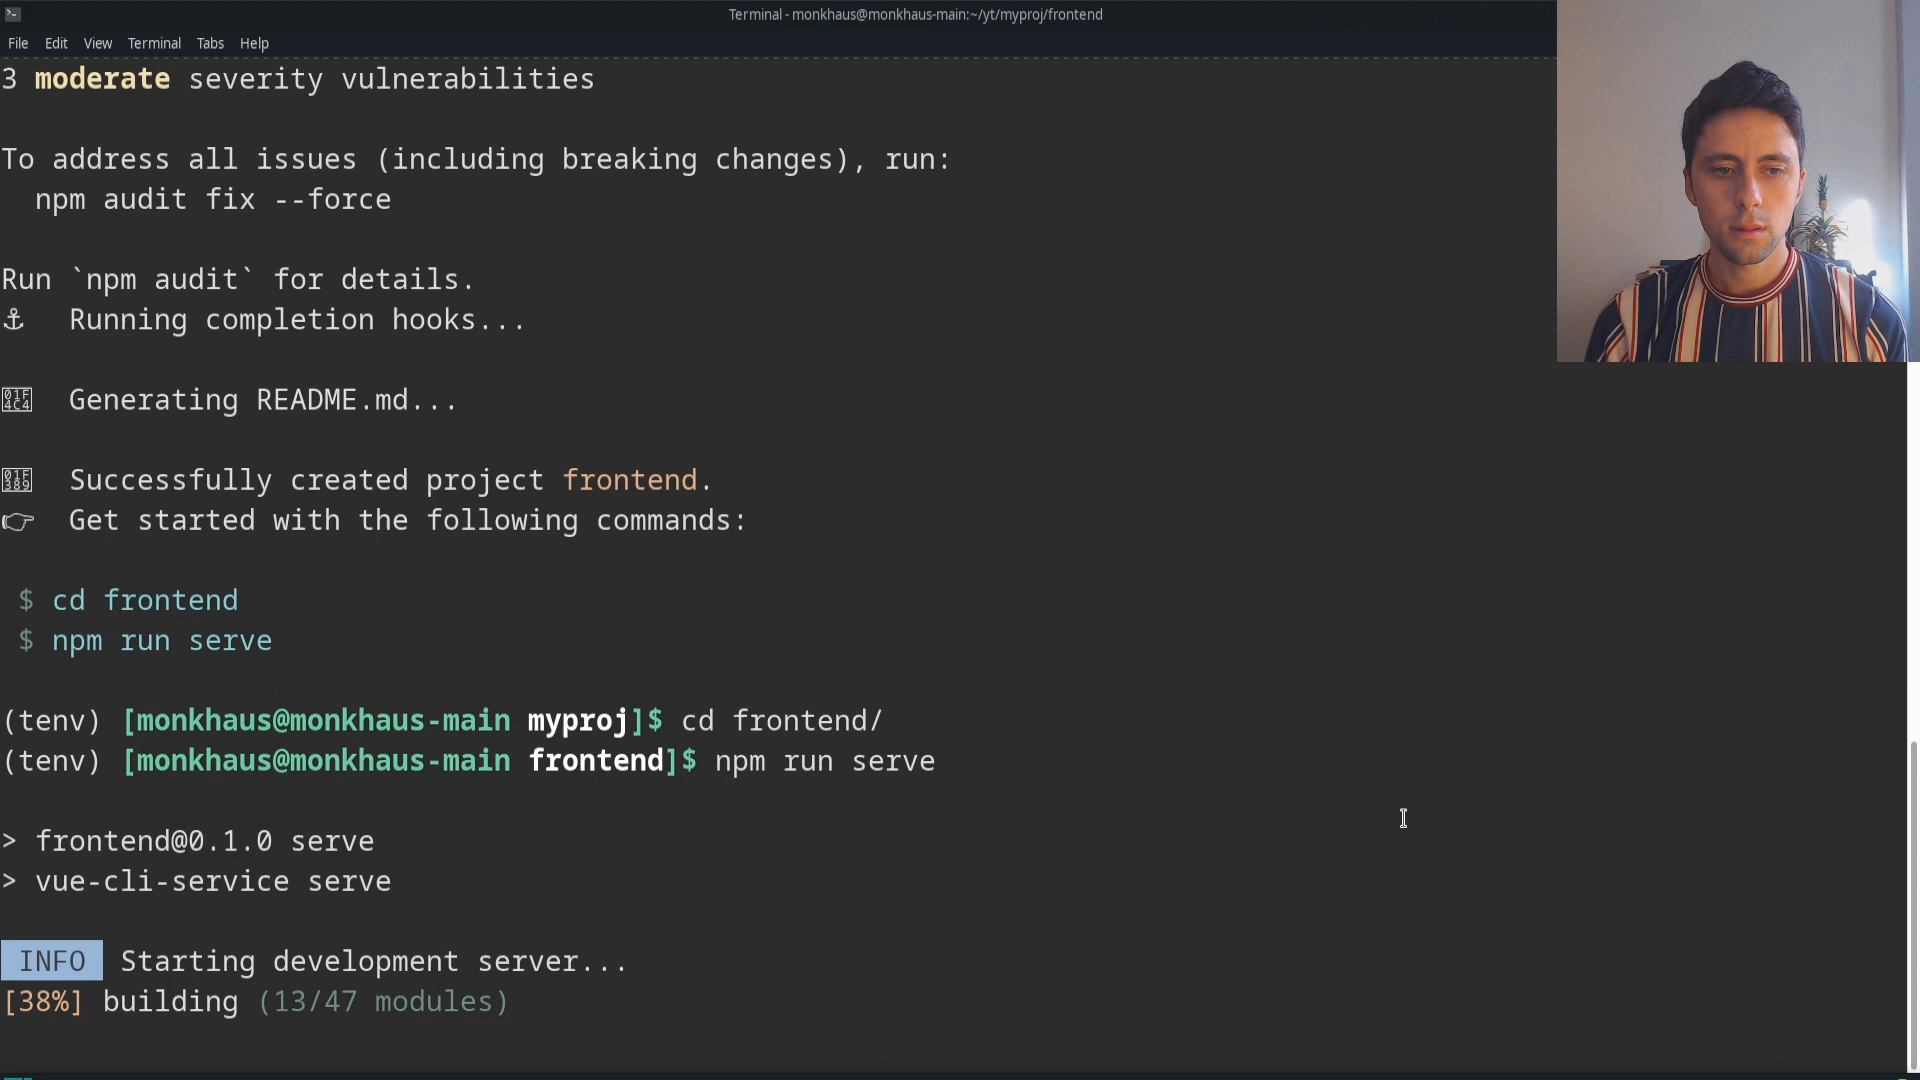 Terminal - monkhaus@monkhaus-main:~/yt/myproj/frontend
File Edit View Terminal Tabs Help
3 moderate severity vulnerabilities
To address all issues (including breaking changes), run:
npm audit fix --force
Run `npm audit` for details.
⚓ Running completion hooks...
01F4C4 Generating README.md...
01F389 Successfully created project frontend.
👉 Get started with the following commands:
$ cd frontend
$ npm run serve
(tenv) [monkhaus@monkhaus-main myproj]$ cd frontend/
(tenv) [monkhaus@monkhaus-main frontend]$ npm run serve
> frontend@0.1.0 serve
> vue-cli-service serve
INFO Starting development server...
[38%] building (13/47 modules)